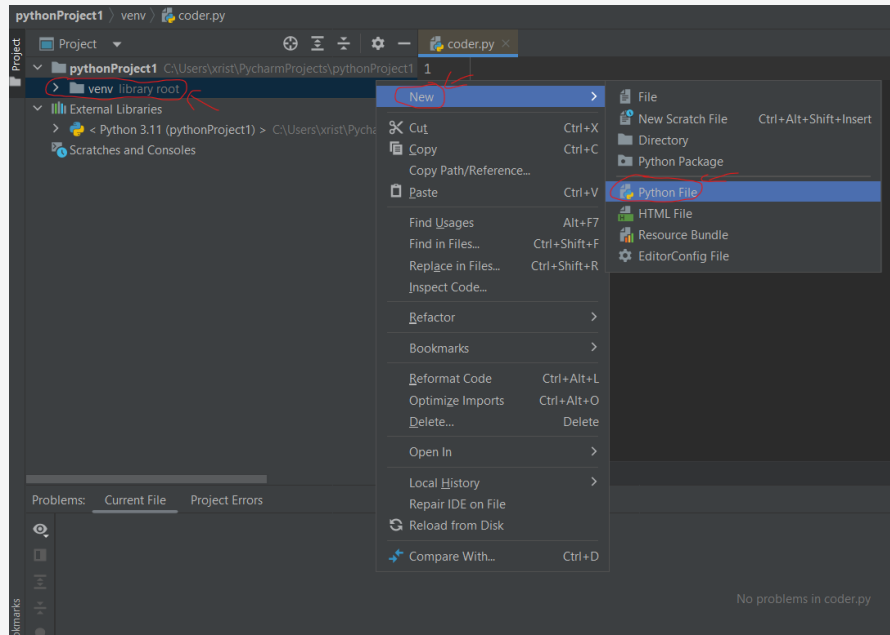 pythonProject1 〉 venv 〉 coder.py
Project
Project
coder.py
pythonProject1 C:\Users\xrist\PycharmProjects\pythonProject1
1
venv library root
External Libraries
< Python 3.11 (pythonProject1) > C:\Users\xrist\Pycha
Scratches and Consoles
New
Cut Ctrl+X
Copy Ctrl+C
Copy Path/Reference...
Paste Ctrl+V
Find Usages Alt+F7
Find in Files... Ctrl+Shift+F
Replace in Files... Ctrl+Shift+R
Inspect Code...
Refactor
Bookmarks
Reformat Code Ctrl+Alt+L
Optimize Imports Ctrl+Alt+O
Delete... Delete
Open In
Local History
Repair IDE on File
Reload from Disk
Compare With... Ctrl+D
File
New Scratch File Ctrl+Alt+Shift+Insert
Directory
Python Package
Python File
HTML File
Resource Bundle
EditorConfig File
Problems: Current File Project Errors
No problems in coder.py
okmarks